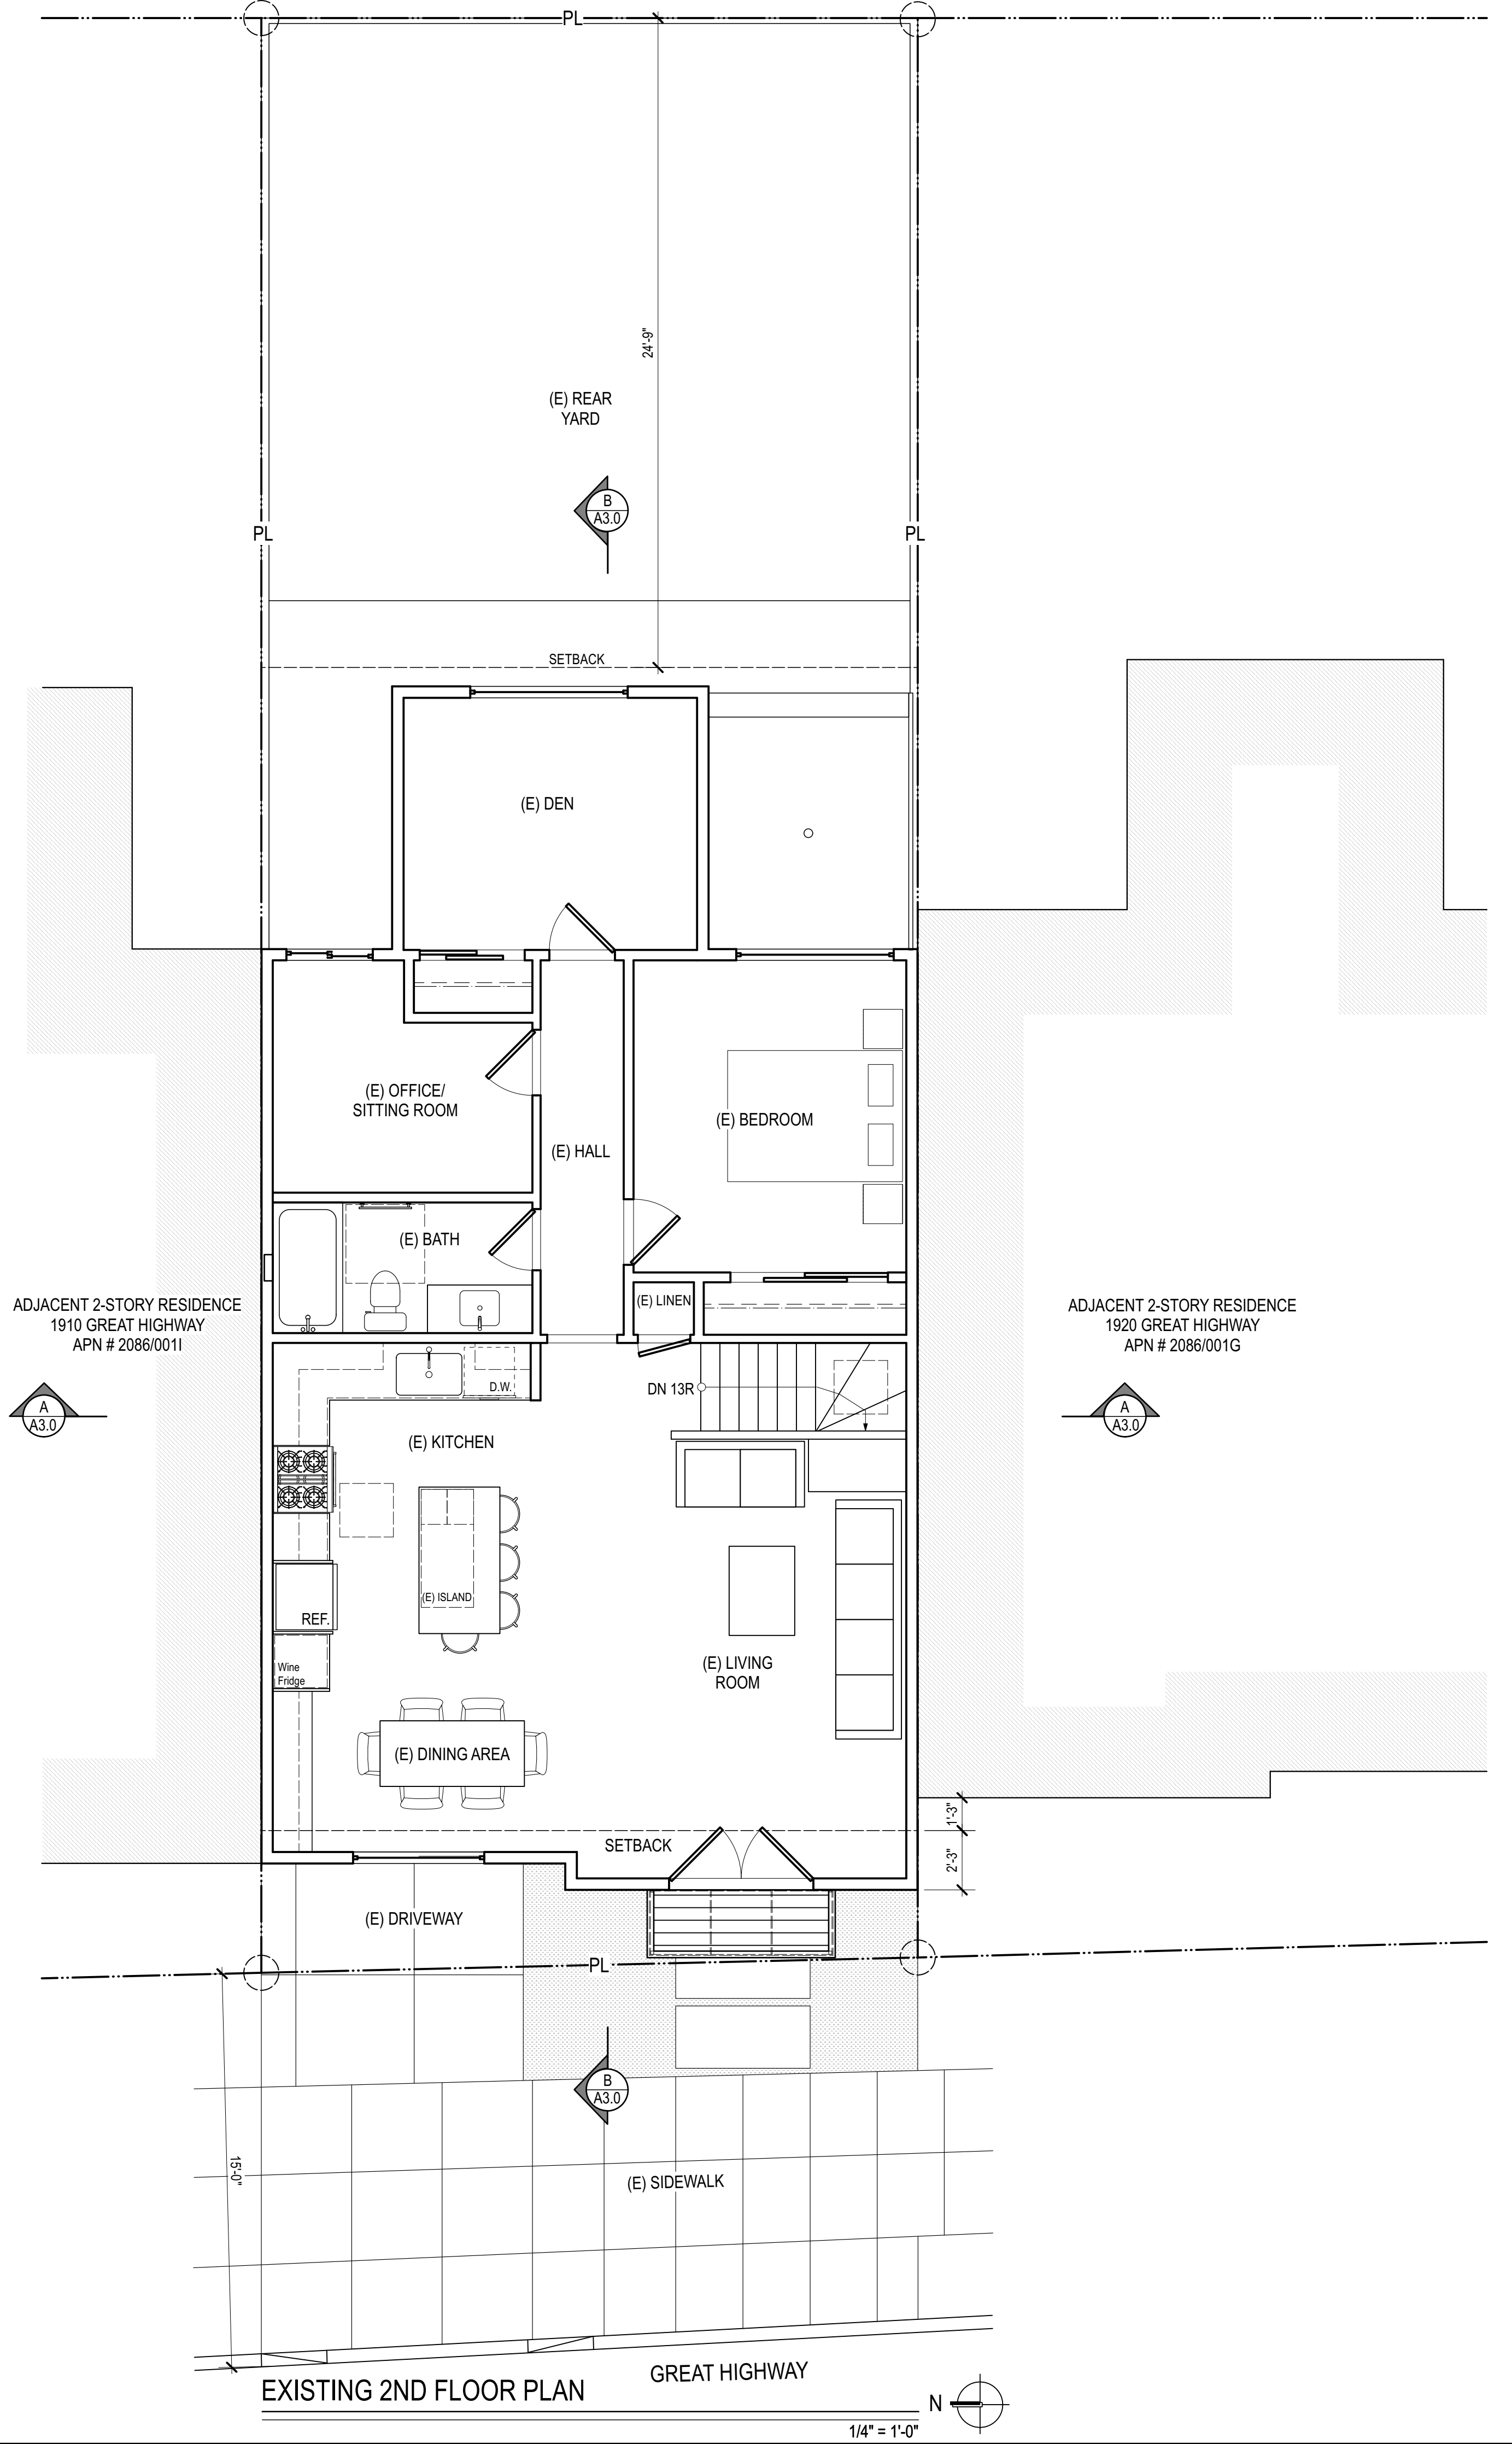 PL
24'-9"
(E) REAR
YARD
B
A3.0
PL
PL
SETBACK
(E) DEN
(E) OFFICE/
SITTING ROOM
(E) BEDROOM
(E) HALL
(E) BATH
(E) LINEN
ADJACENT 2-STORY RESIDENCE
1910 GREAT HIGHWAY
APN # 2086/001I
ADJACENT 2-STORY RESIDENCE
1920 GREAT HIGHWAY
APN # 2086/001G
D.W.
DN 13R
A
A3.0
A
A3.0
(E) KITCHEN
(E) ISLAND
REF.
Wine
Fridge
(E) LIVING
ROOM
(E) DINING AREA
1'-3"
SETBACK
2'-3"
(E) DRIVEWAY
PL
B
A3.0
15'-0"
(E) SIDEWALK
GREAT HIGHWAY
EXISTING 2ND FLOOR PLAN
N
1/4" = 1'-0"